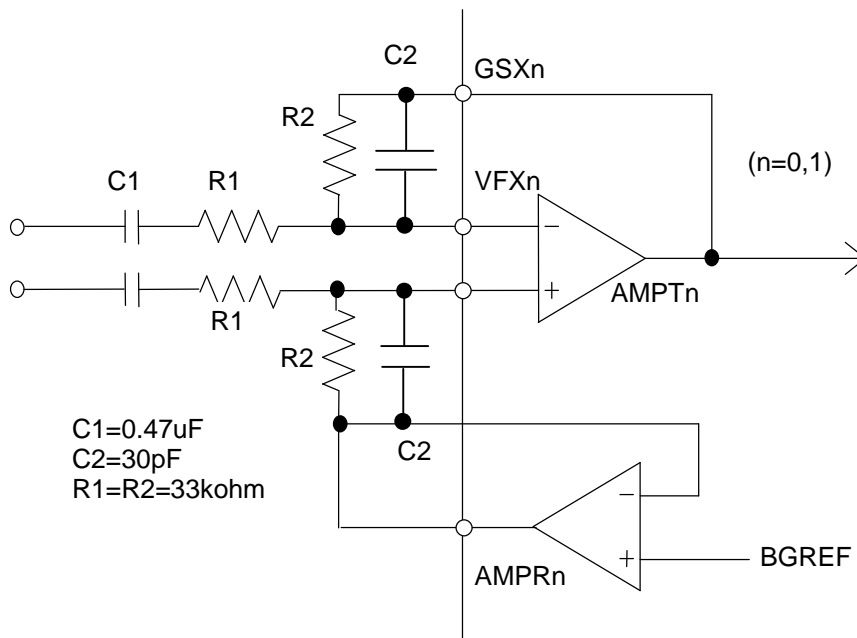 C2
GSXn
R2
(n=0,1)
C1
R1
VFXn
−
+
AMPTn
R1
R2
C1=0.47uF
C2=30pF
R1=R2=33kohm
C2
−
+
BGREF
AMPRn